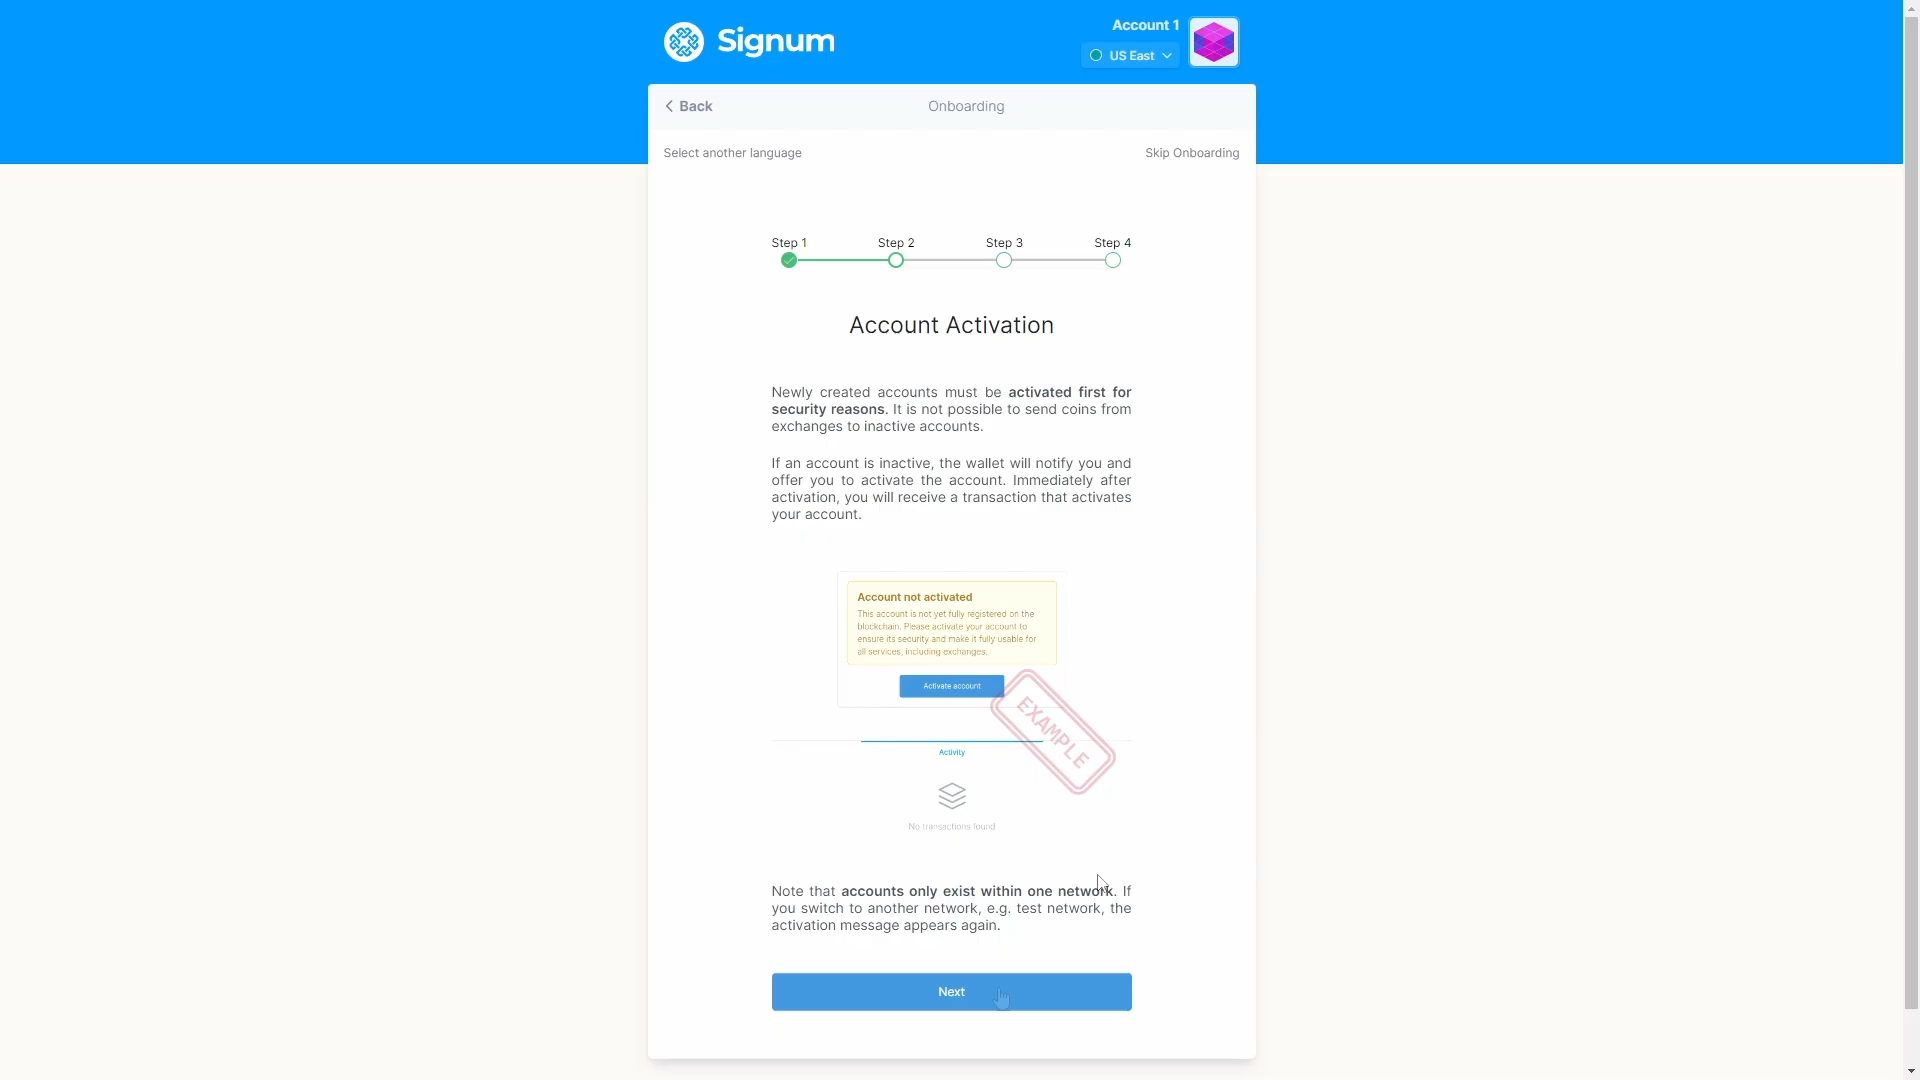 Signum
Account 1
US East
Back
Onboarding
Select another language
Skip Onboarding
Step 1
Step 2
Step 3
Step 4
Account Activation
Newly created accounts must be activated first for
security reasons. It is not possible to send coins from
exchanges to inactive accounts.
If an account is inactive, the wallet will notify you and
offer you to activate the account. Immediately after
activation, you will receive a transaction that activates
your account.
Account not activated
This account is not yet fully registered on the
blockchain. Please activate your account to
ensure its security and make it fully usable for
all services, including exchanges.
Activate account
EXAMPLE
Activity
No transactions found
Note that accounts only exist within one network. If
you switch to another network, e.g. test network, the
activation message appears again.
Next